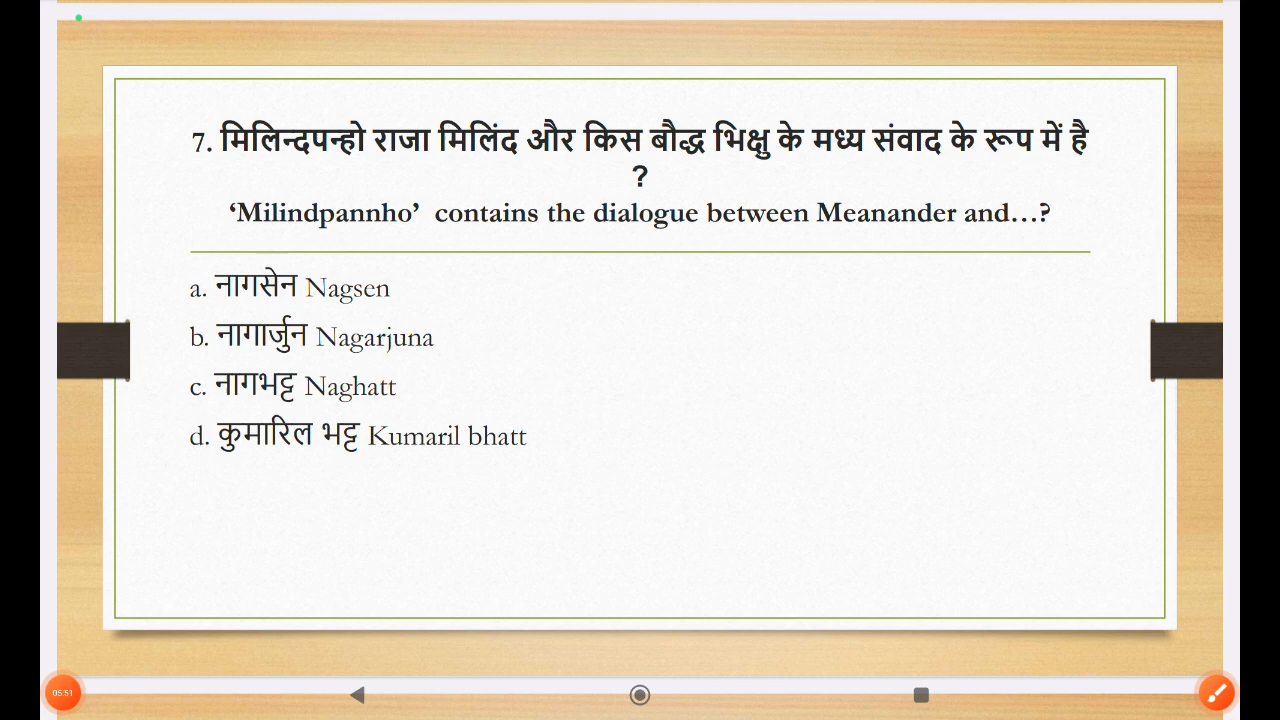 7. मिलिन्दपन्हो राजा मिलिंद और किस बौद्ध भिक्षु के मध्य संवाद के रूप में है
?
‘Milindpannho’ contains the dialogue between Meanander and…?
a. नागसेन Nagsen
b. नागार्जुन Nagarjuna
c. नागभट्ट Naghatt
d. कुमारिल भट्ट Kumaril bhatt
05:51